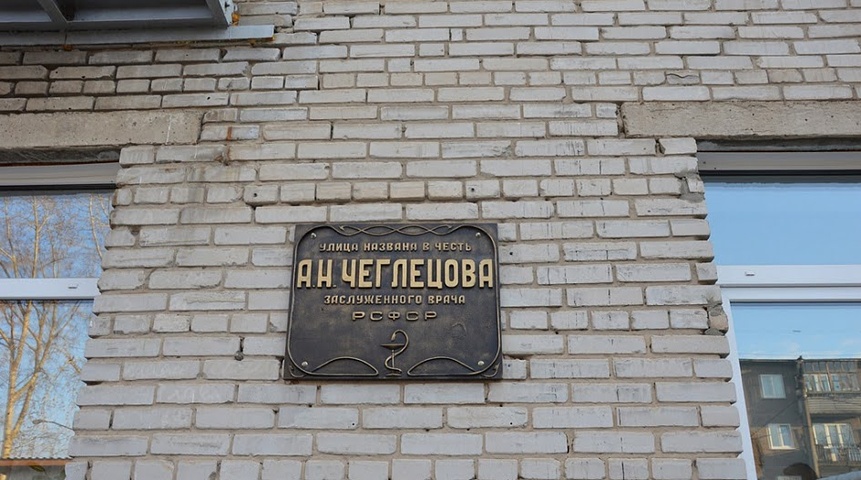 УЛИЦА НАЗВАНА В ЧЕСТЬ
А.Н. ЧЕГЛЕЦОВА
ЗАСЛУЖЕННОГО ВРАЧА
РСФСР